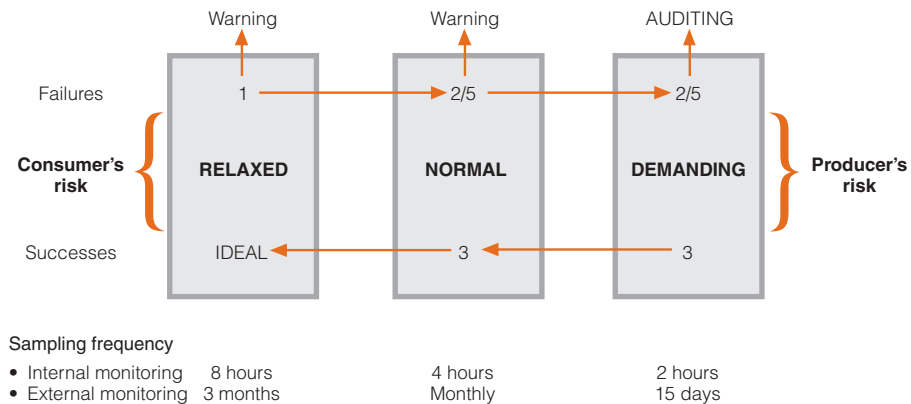 Warning Warning AUDITING
Failures 1 2/5 2/5
Consumer's risk RELAXED NORMAL DEMANDING Producer's risk
Successes IDEAL 3 3
Sampling frequency
• Internal monitoring 8 hours 4 hours 2 hours
• External monitoring 3 months Monthly 15 days